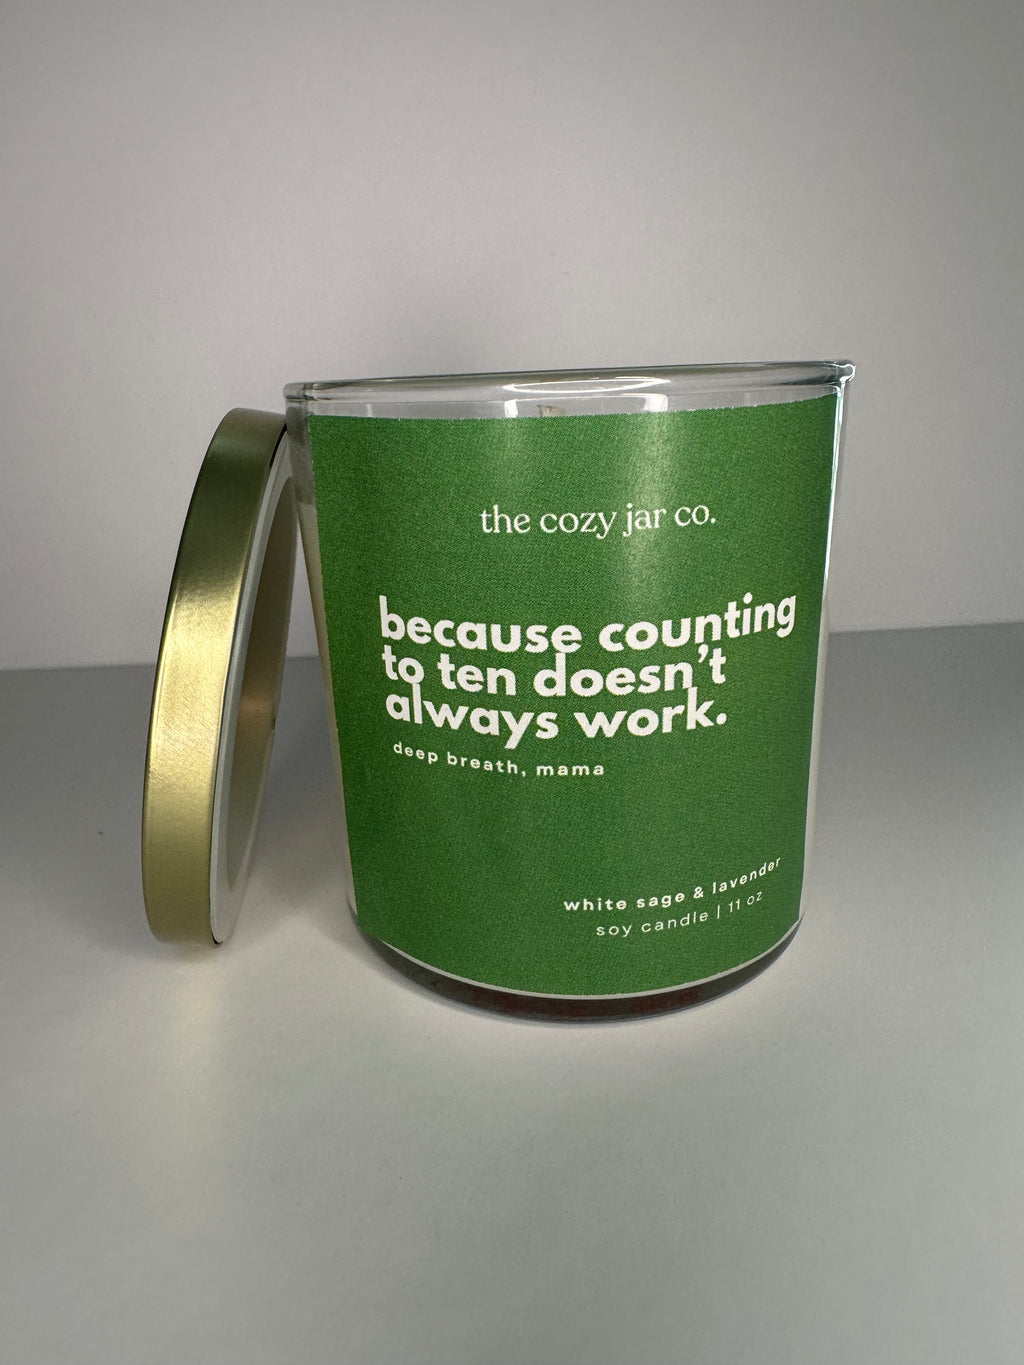 the cozy jar co.
because counting
to ten doesn't
always work.
deep breath, mama
white sage & lavender
soy candle | 11 oz